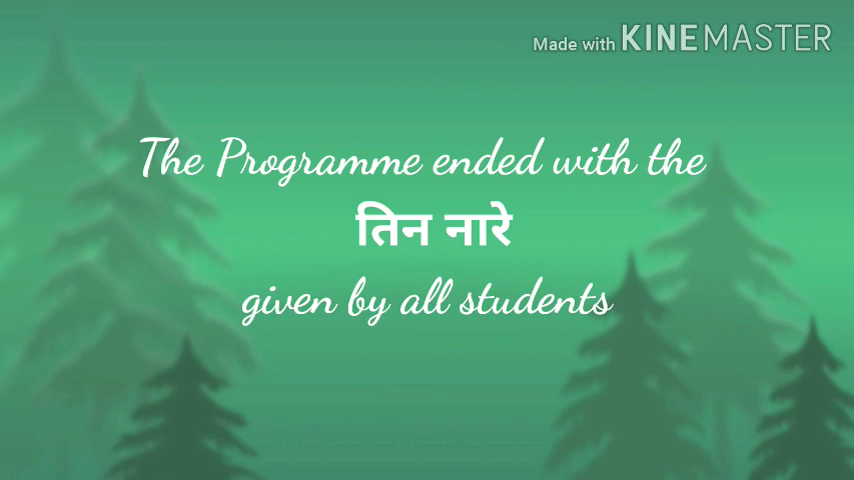 Made with KINEMASTER
The Programme ended with the
तिन नारे
given by all students